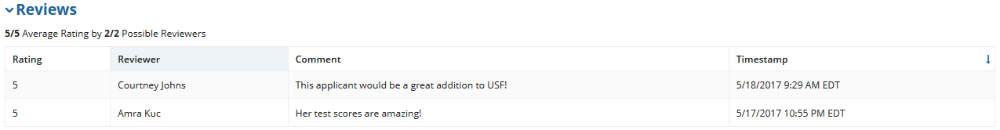 Reviews
5/5 Average Rating by 2/2 Possible Reviewers
Rating Reviewer Comment Timestamp
5 Courtney Johns This applicant would be a great addition to USF! 5/18/2017 9:29 AM EDT
5 Amra Kuc Her test scores are amazing! 5/17/2017 10:55 PM EDT